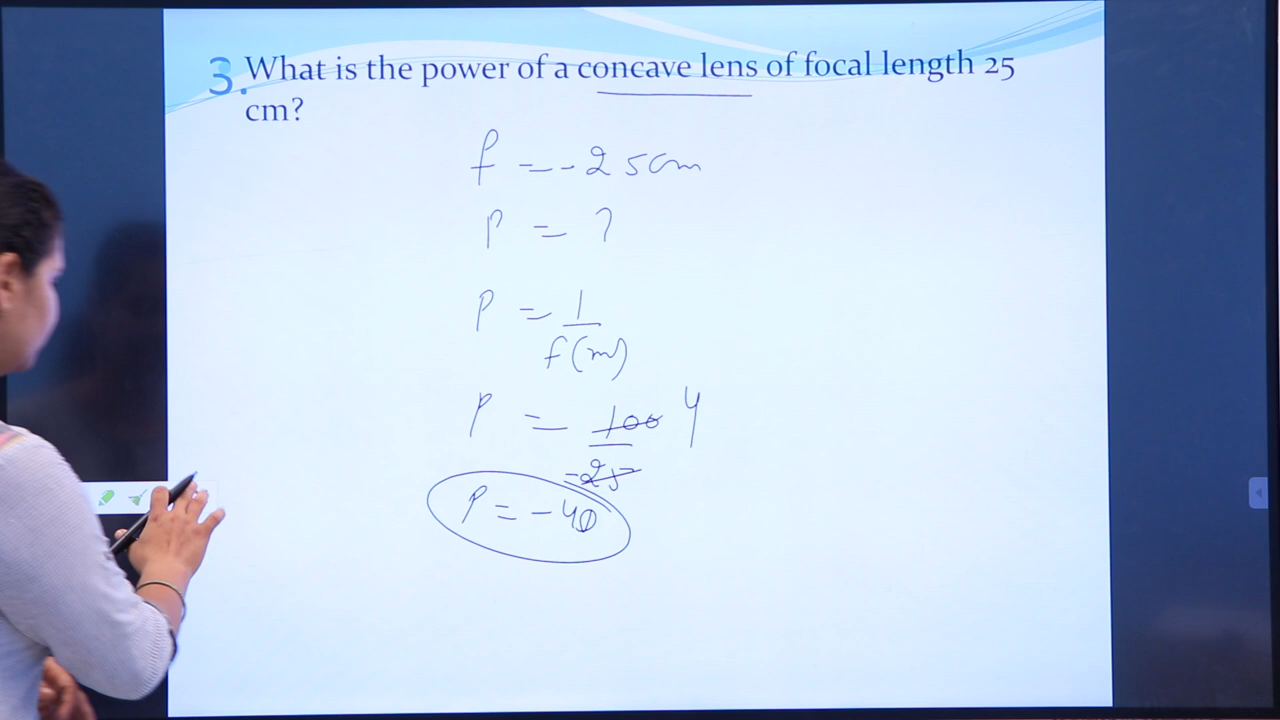 3. What is the power of a concave lens of focal length 25
cm?
f = -25cm
P = ?
P = 1/f(m)
P = 100/-25 4
P = -4D